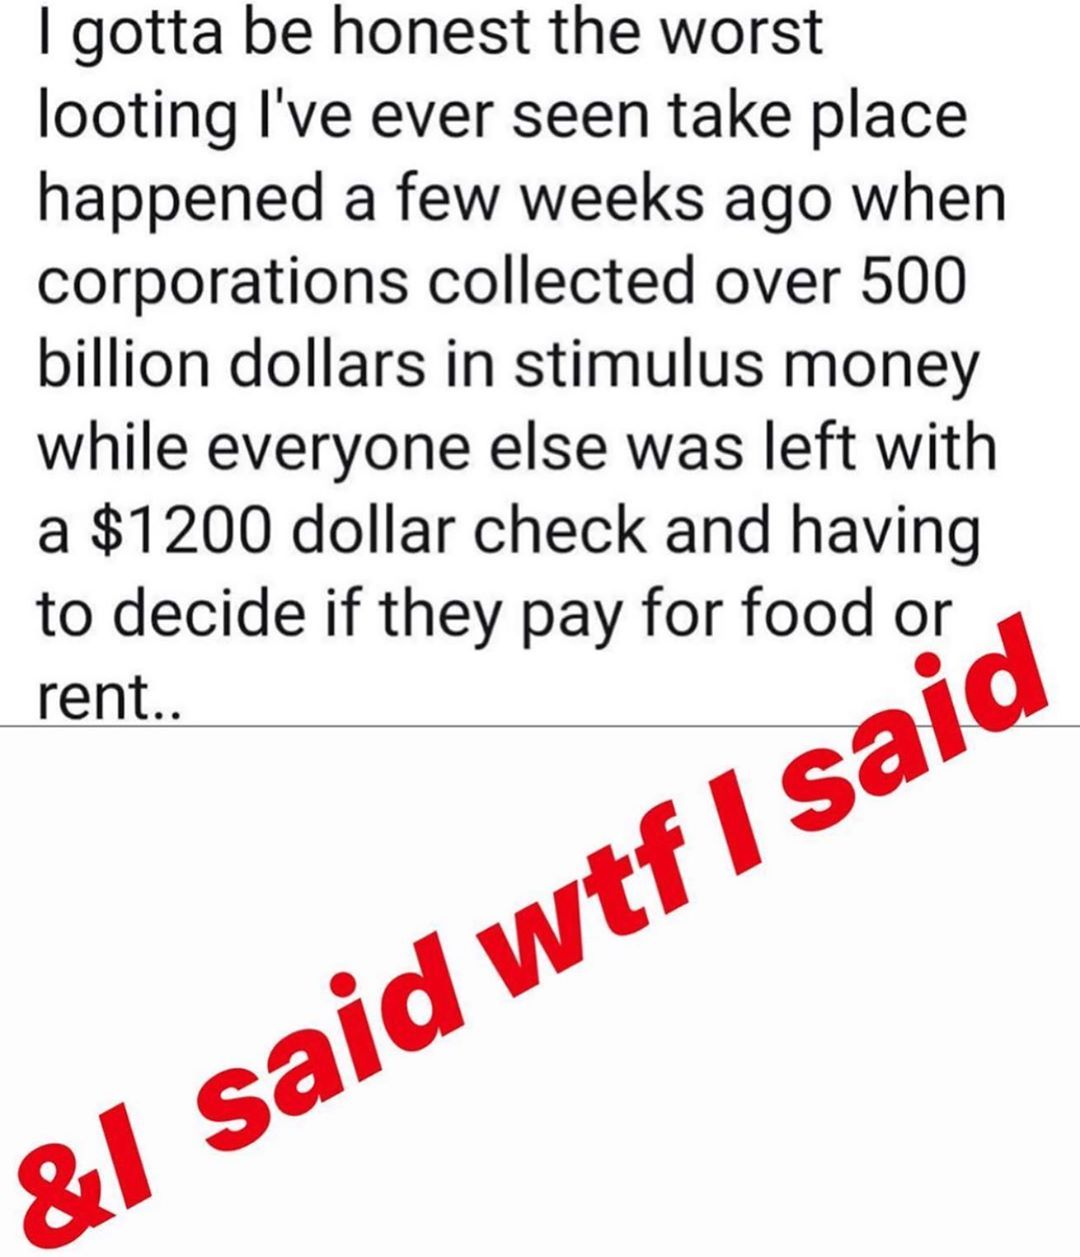 I gotta be honest the worst
looting I've ever seen take place
happened a few weeks ago when
corporations collected over 500
billion dollars in stimulus money
while everyone else was left with
a $1200 dollar check and having
to decide if they pay for food or
rent..
&I said wtf I said